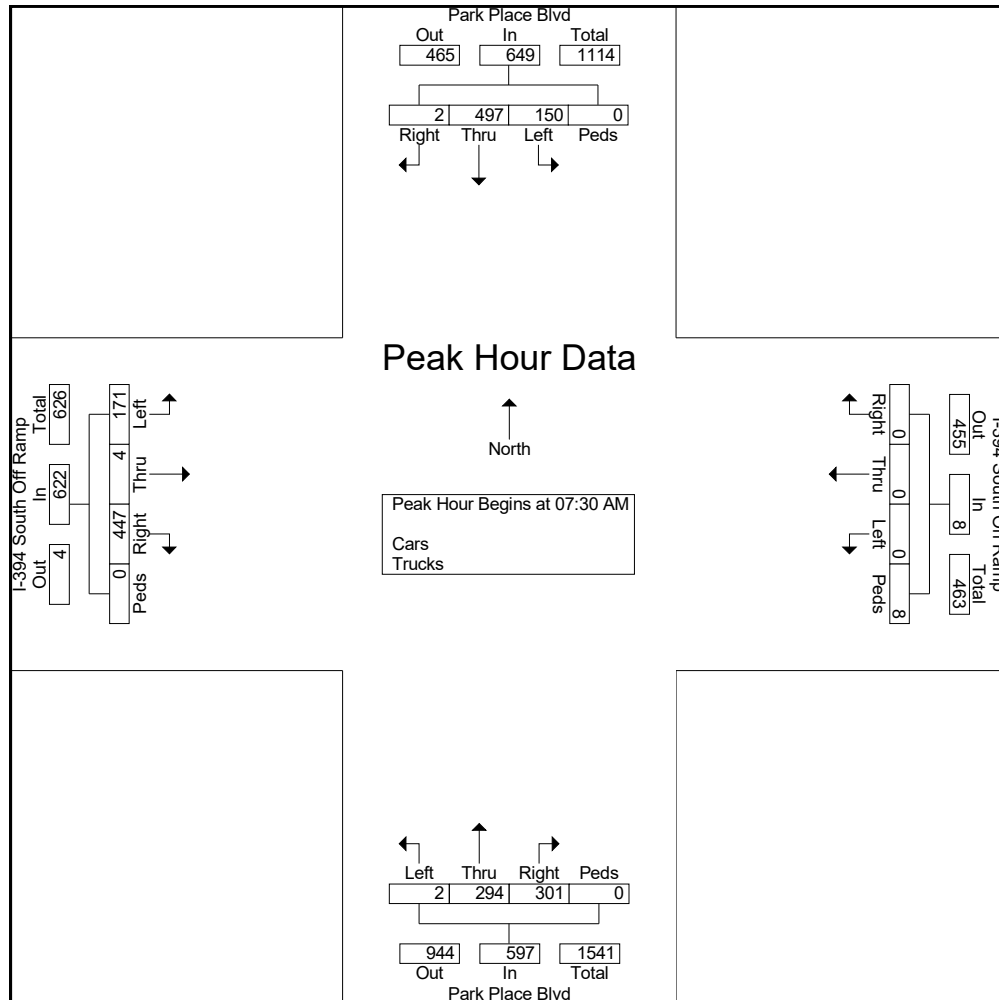 Park Place Blvd
Out In Total
465 649 1114
2 497 150 0
Right Thru Left Peds
Peak Hour Data
North
Peak Hour Begins at 07:30 AM
Cars
Trucks
I-394 South Off Ramp
Total In Out
626 622 4
171 4 447 0
Left Thru Right Peds
Right Thru Left Peds
0 0 0 8
455 8 463
Out In Total
I-394 South On Ramp
Left Thru Right Peds
2 294 301 0
944 597 1541
Out In Total
Park Place Blvd